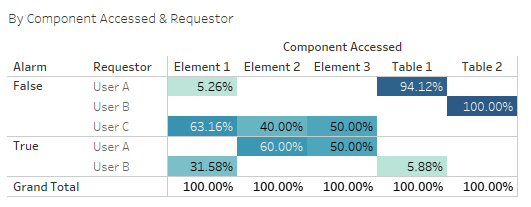 By Component Accessed & Requestor
Component Accessed
Alarm Requestor Element 1 Element 2 Element 3 Table 1 Table 2
False User A 5.26% 94.12%
User B 100.00%
User C 63.16% 40.00% 50.00%
True User A 60.00% 50.00%
User B 31.58% 5.88%
Grand Total 100.00% 100.00% 100.00% 100.00% 100.00%